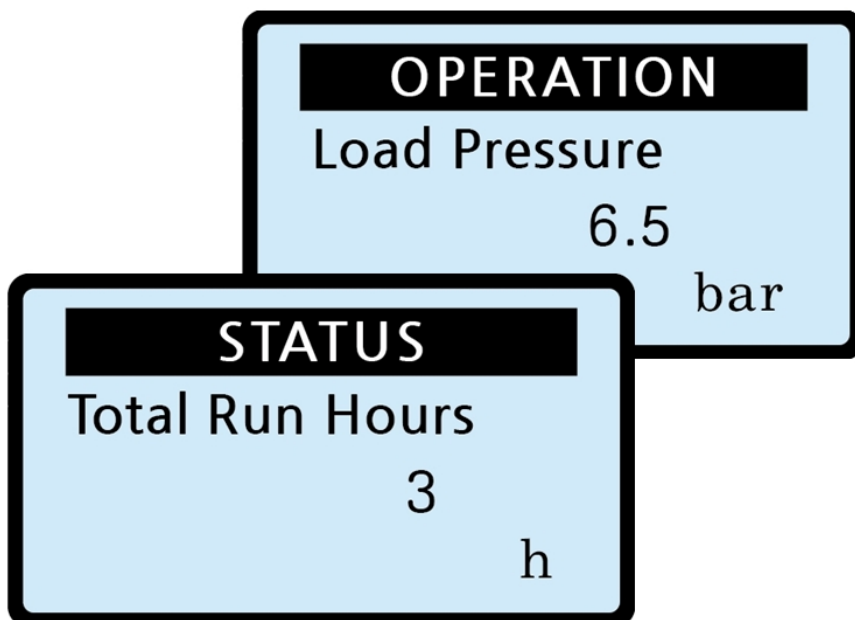 OPERATION
Load Pressure
6.5
bar
STATUS
Total Run Hours
3
h